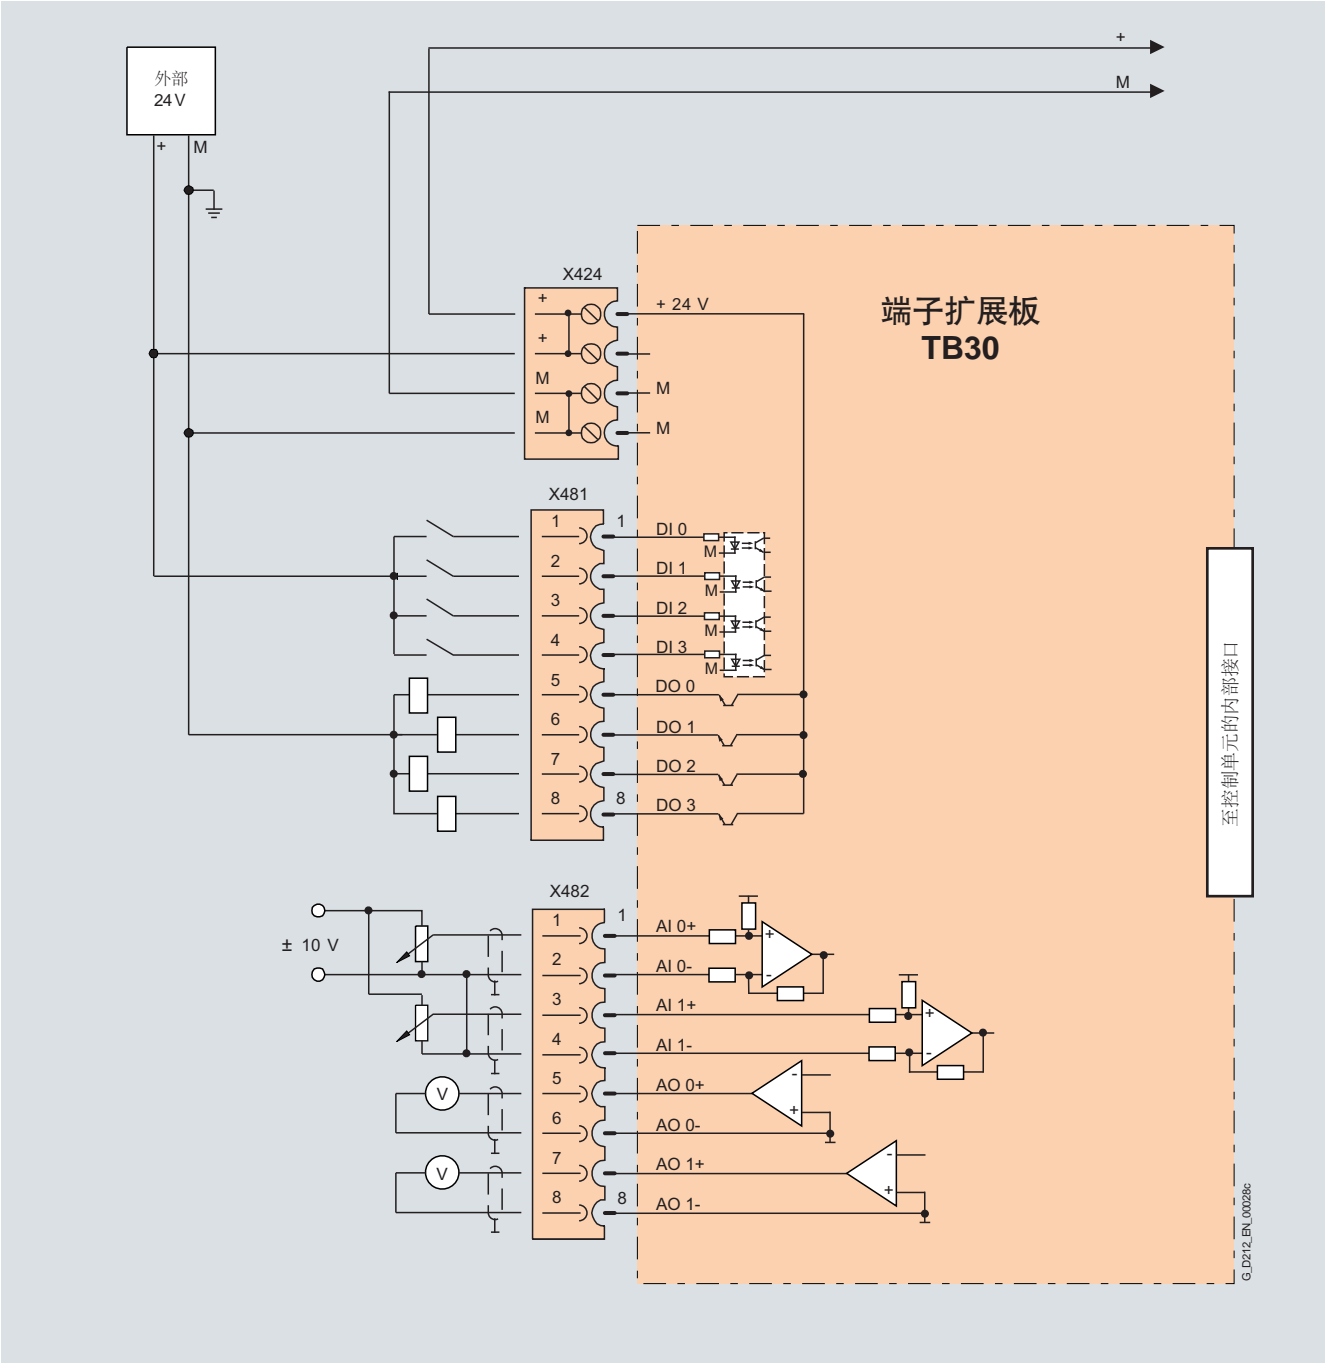 +
M
外部
24 V
+
M
X424
+
+ 24 V
端子扩展板
TB30
+
M
M
M
M
X481
1
1
DI 0
M
2
DI 1
M
3
DI 2
M
4
DI 3
M
5
DO 0
6
DO 1
7
DO 2
8
8
DO 3
至控制单元的内部接口
X482
± 10 V
1
1
AI 0+
+
2
AI 0-
-
3
AI 1+
+
4
AI 1-
-
5
AO 0+
-
+
6
AO 0-
V
7
AO 1+
-
+
V
8
8
AO 1-
G_D212_EN_00028c